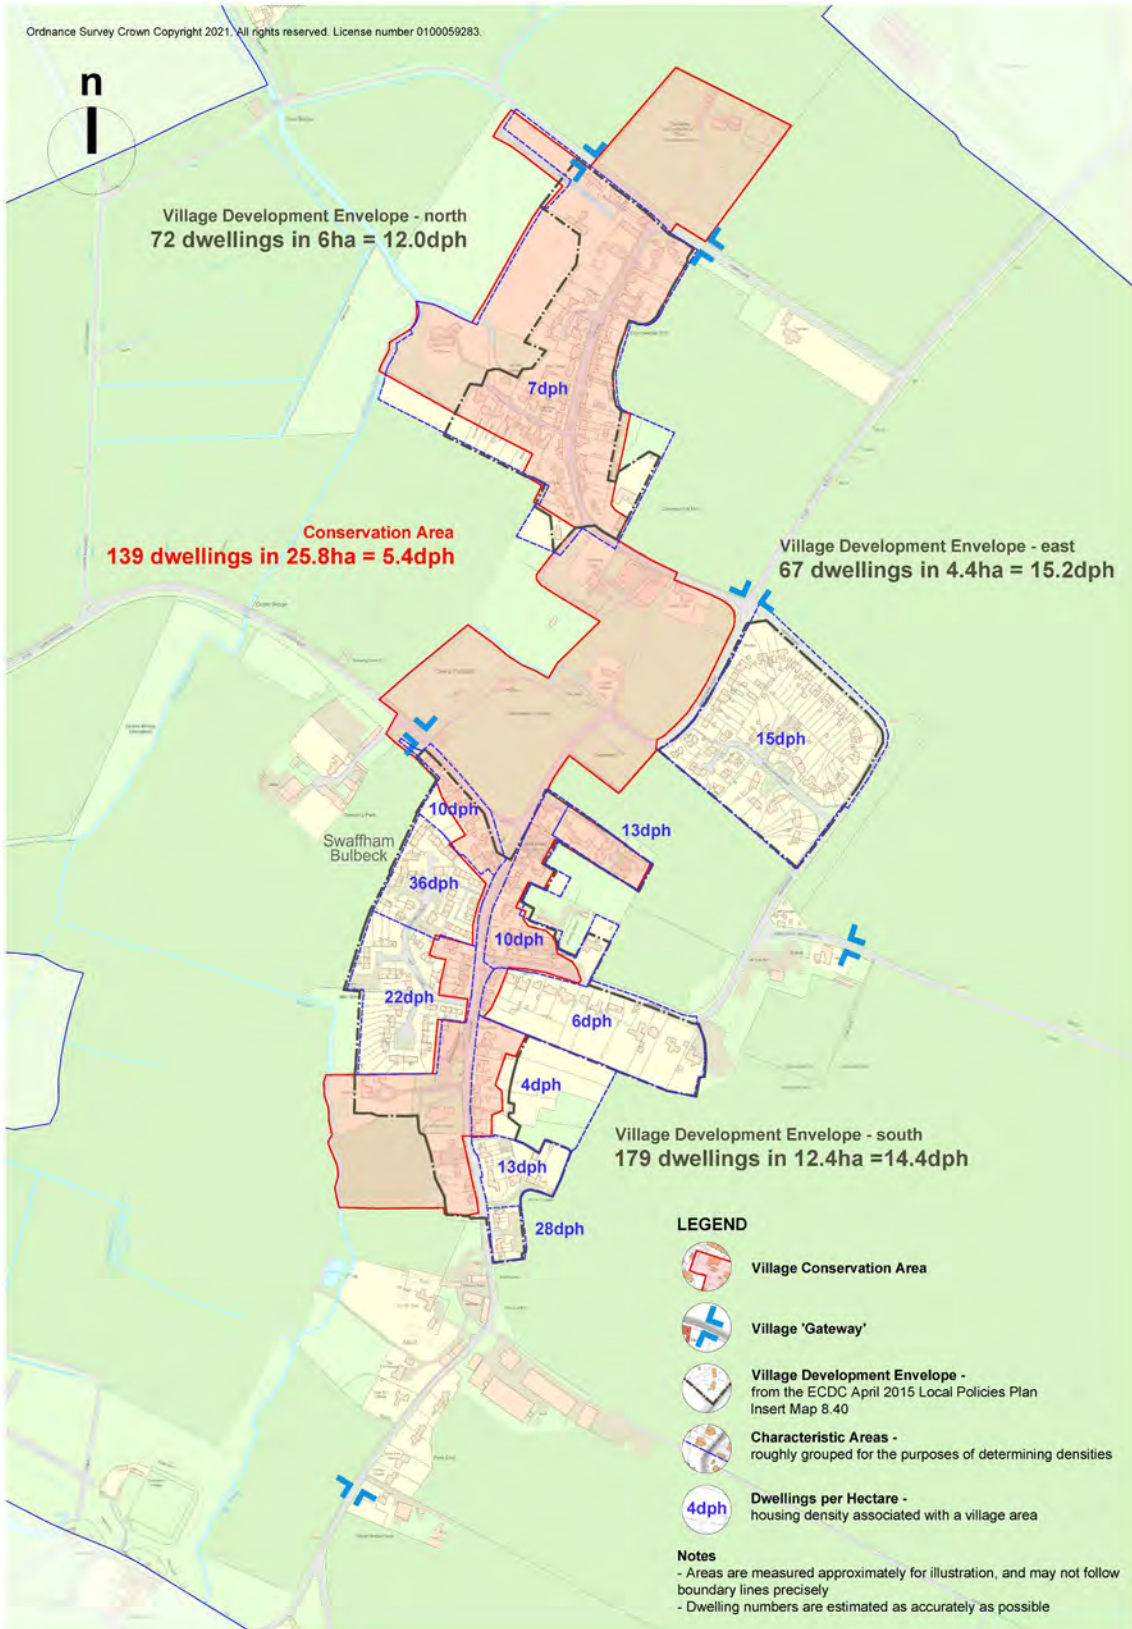 Ordnance Survey Crown Copyright 2021. All rights reserved. License number 0100059283.
n
Village Development Envelope - north
72 dwellings in 6ha = 12.0dph
7dph
Conservation Area
139 dwellings in 25.8ha = 5.4dph
Village Development Envelope - east
67 dwellings in 4.4ha = 15.2dph
15dph
10dph
13dph
Swaffham
Bulbeck
36dph
10dph
22dph
6dph
4dph
Village Development Envelope - south
179 dwellings in 12.4ha =14.4dph
13dph
28dph
LEGEND
Village Conservation Area
Village 'Gateway'
Village Development Envelope -
from the ECDC April 2015 Local Policies Plan
Insert Map 8.40
Characteristic Areas -
roughly grouped for the purposes of determining densities
4dph
Dwellings per Hectare -
housing density associated with a village area
Notes
- Areas are measured approximately for illustration, and may not follow
boundary lines precisely
- Dwelling numbers are estimated as accurately as possible